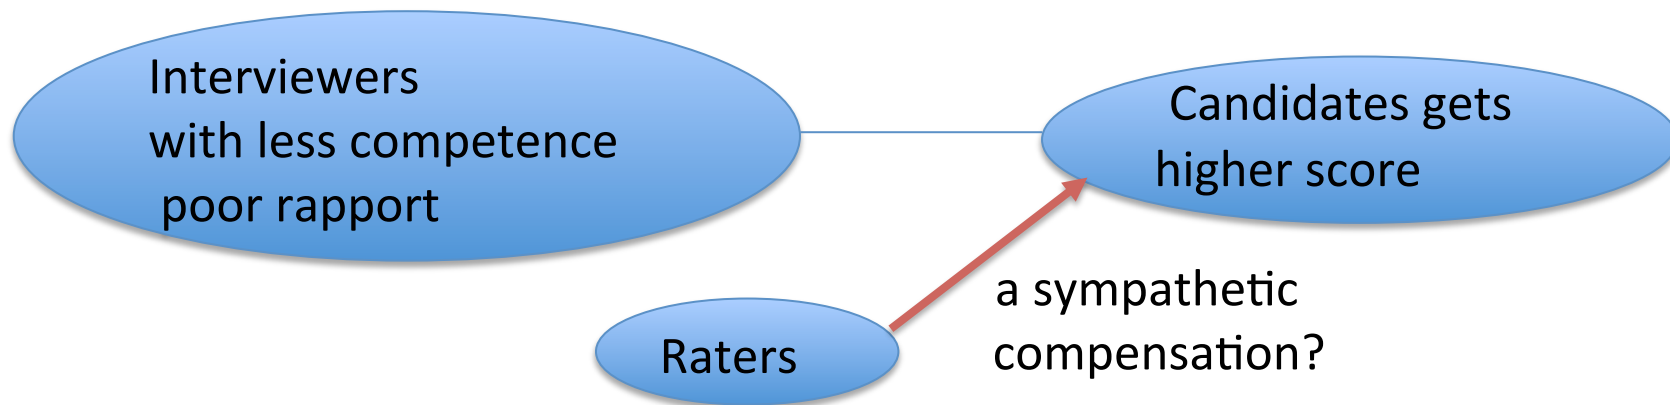 Interviewers
with less competence
poor rapport
Candidates gets
higher score
a sympathetic
compensation?
Raters